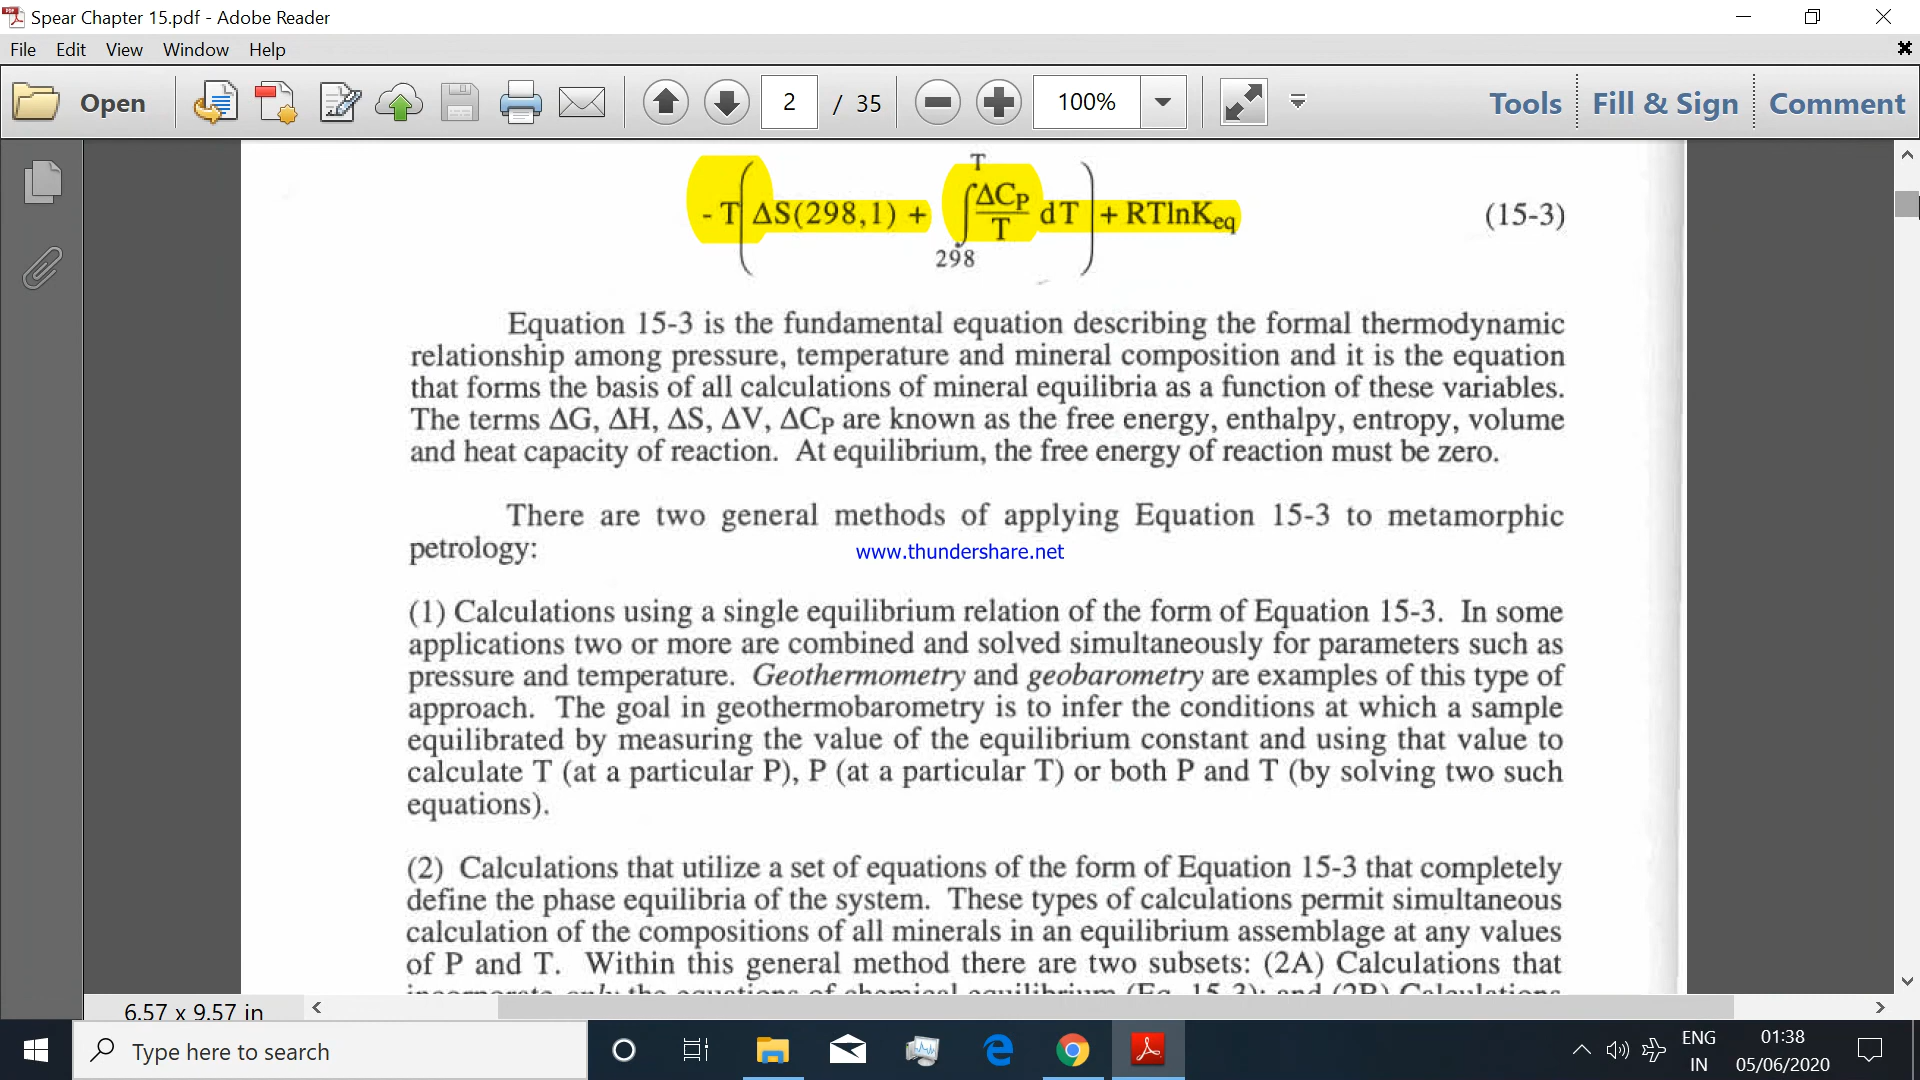 Spear Chapter 15.pdf - Adobe Reader
File Edit View Window Help
Open 2 / 35 100% Tools Fill & Sign Comment
T
- T( ΔS(298,1) + ∫ ΔCP/T dT ) + RTlnKeq (15-3)
298
Equation 15-3 is the fundamental equation describing the formal thermodynamic
relationship among pressure, temperature and mineral composition and it is the equation
that forms the basis of all calculations of mineral equilibria as a function of these variables.
The terms ΔG, ΔH, ΔS, ΔV, ΔCP are known as the free energy, enthalpy, entropy, volume
and heat capacity of reaction. At equilibrium, the free energy of reaction must be zero.
There are two general methods of applying Equation 15-3 to metamorphic
petrology:
www.thundershare.net
(1) Calculations using a single equilibrium relation of the form of Equation 15-3. In some
applications two or more are combined and solved simultaneously for parameters such as
pressure and temperature. Geothermometry and geobarometry are examples of this type of
approach. The goal in geothermobarometry is to infer the conditions at which a sample
equilibrated by measuring the value of the equilibrium constant and using that value to
calculate T (at a particular P), P (at a particular T) or both P and T (by solving two such
equations).
(2) Calculations that utilize a set of equations of the form of Equation 15-3 that completely
define the phase equilibria of the system. These types of calculations permit simultaneous
calculation of the compositions of all minerals in an equilibrium assemblage at any values
of P and T. Within this general method there are two subsets: (2A) Calculations that
6.57 x 9.57 in
Type here to search
ENG
IN
01:38
05/06/2020